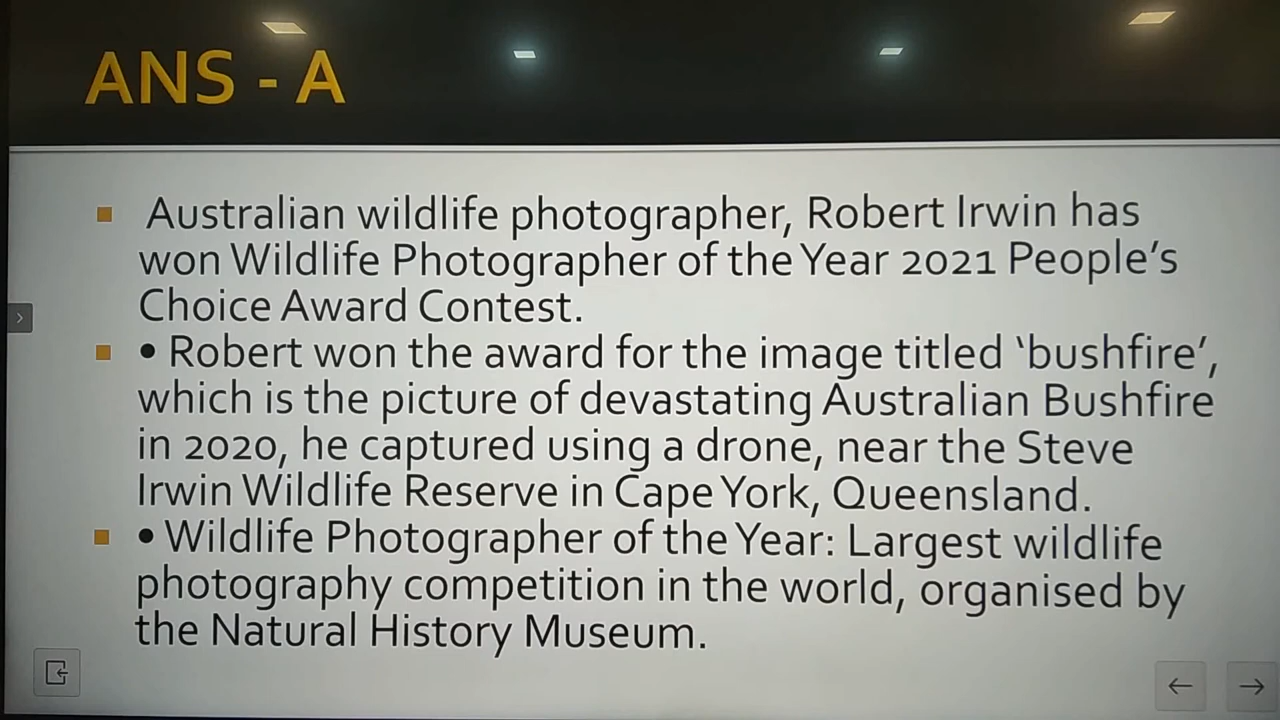 ANS - A
Australian wildlife photographer, Robert Irwin has
won Wildlife Photographer of the Year 2021 People’s
Choice Award Contest.
• Robert won the award for the image titled ‘bushfire’,
which is the picture of devastating Australian Bushfire
in 2020, he captured using a drone, near the Steve
Irwin Wildlife Reserve in Cape York, Queensland.
• Wildlife Photographer of the Year: Largest wildlife
photography competition in the world, organised by
the Natural History Museum.